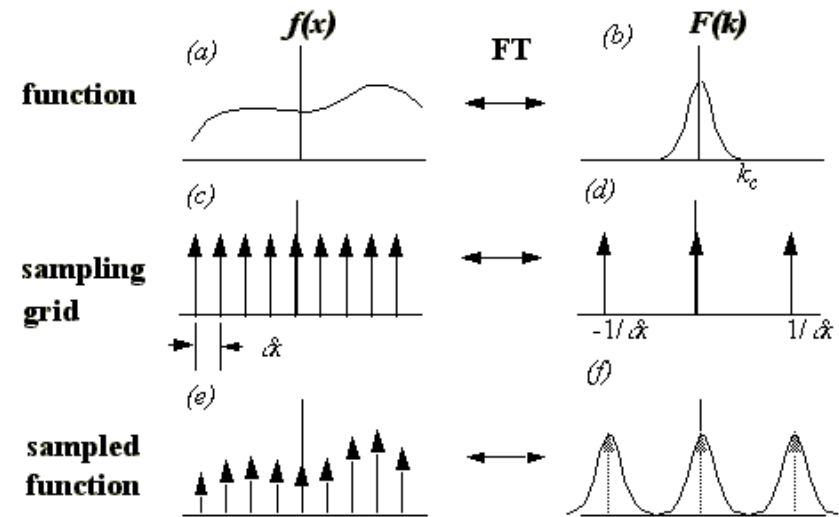 f(x)
F(k)
(a)
FT
(b)
function
k_c
(c)
(d)
sampling
grid
-1/ δx
1/ δx
δx
(e)
(f)
sampled
function